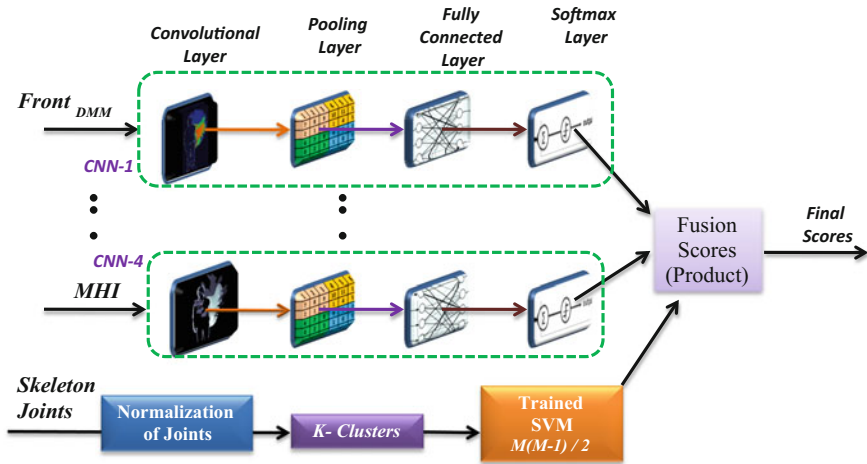 Convolutional Layer
Pooling Layer
Fully Connected Layer
Softmax Layer
Front DMM
CNN-1
CNN-4
MHI
Fusion Scores (Product)
Final Scores
Skeleton Joints
Normalization of Joints
K- Clusters
Trained SVM
M(M-1) / 2